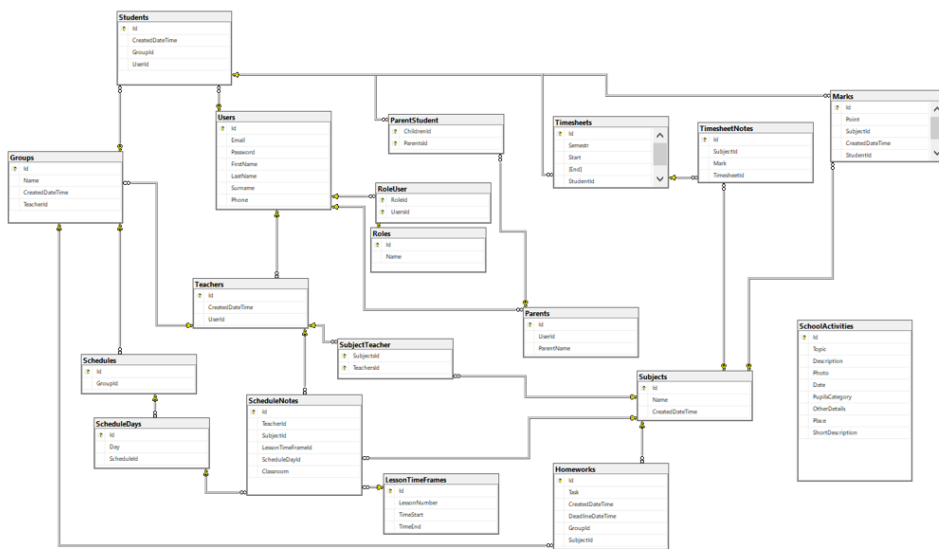 Students
Id
CreatedDateTime
GroupId
UserId
Users
Id
Email
Password
FirstName
LastName
Surname
Phone
ParentStudent
ChildrenId
ParentsId
Timesheets
Id
Semestr
Start
[End]
StudentId
TimesheetNotes
Id
SubjectId
Mark
TimesheetId
Marks
Id
Point
SubjectId
CreatedDateTime
StudentId
Groups
Id
Name
CreatedDateTime
TeacherId
RoleUser
RolesId
UsersId
Roles
Id
Name
Teachers
Id
CreatedDateTime
UserId
Parents
Id
UserId
ParentName
SchoolActivities
Id
Topic
Description
Photo
Date
PupilsCategory
OtherDetails
Place
ShortDescription
Schedules
Id
GroupId
SubjectTeacher
SubjectsId
TeachersId
Subjects
Id
Name
CreatedDateTime
ScheduleDays
Id
Day
ScheduleId
ScheduleNotes
Id
TeacherId
SubjectId
LessonTimeFrameId
ScheduleDayId
Classroom
LessonTimeFrames
Id
LessonNumber
TimeStart
TimeEnd
Homeworks
Id
Task
CreatedDateTime
DeadlineDateTime
GroupId
SubjectId